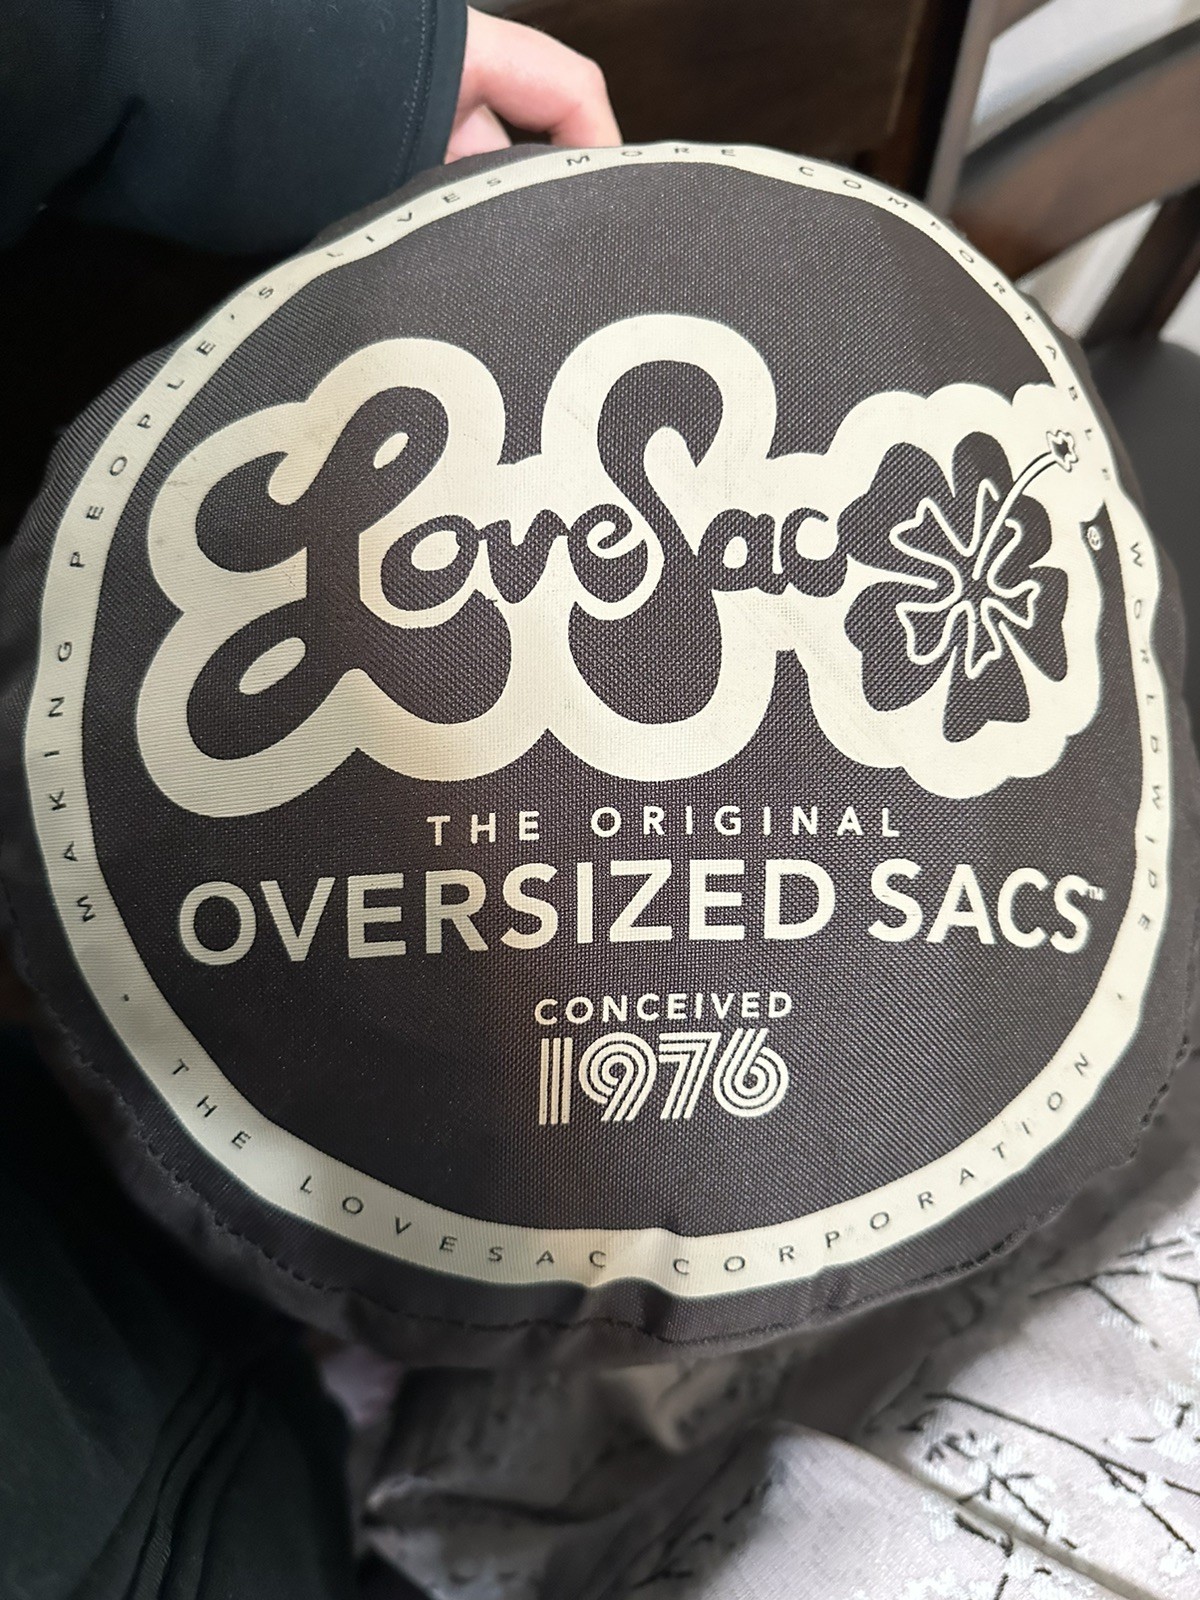 MAKING PEOPLE'S LIVES MORE COMFORTABLE WORLDWIDE
LoveSac
®
THE ORIGINAL
OVERSIZED SACS™
CONCEIVED
1976
· THE LOVESAC CORPORATION ·